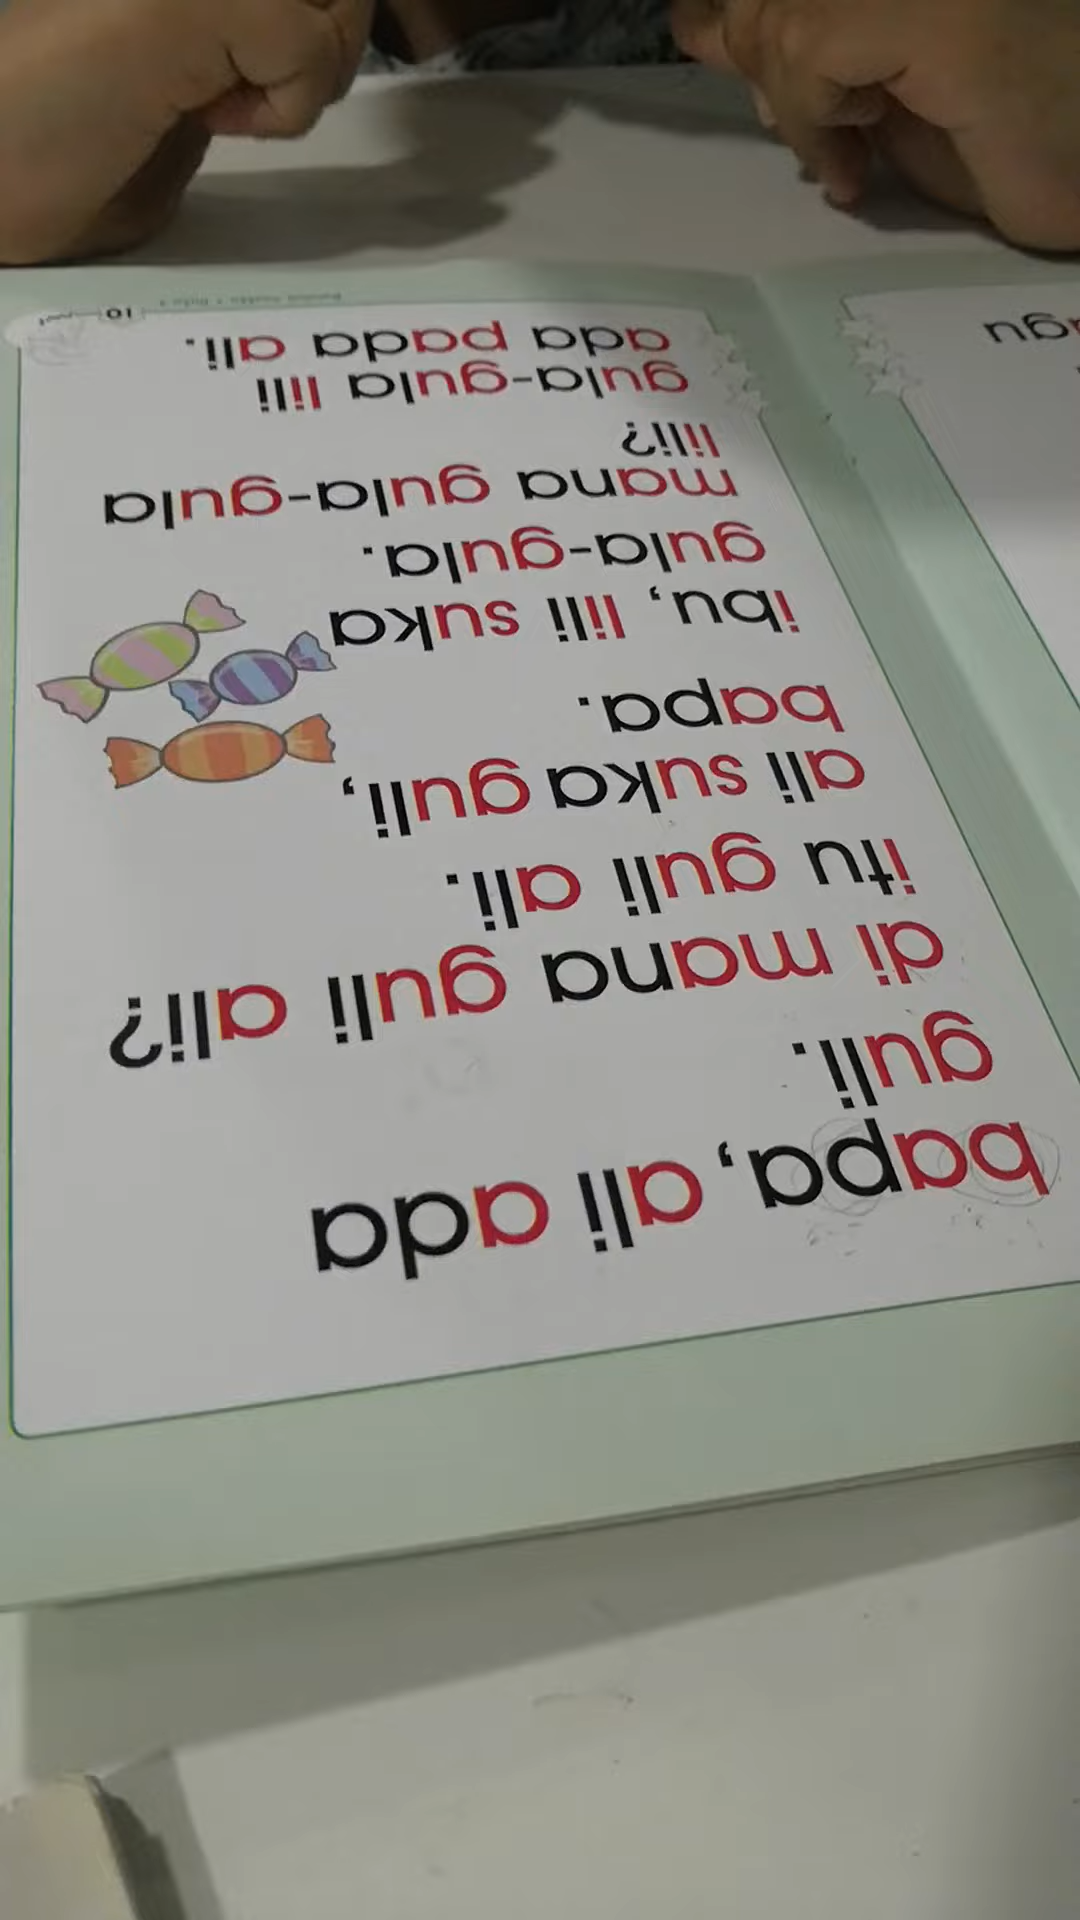 bapa, ali ada
guli.
di mana guli ali?
itu guli ali.
ali suka guli,
bapa.
ibu, lili suka
gula-gula.
mana gula-gula
lili?
gula-gula lili
ada pada ali.
10